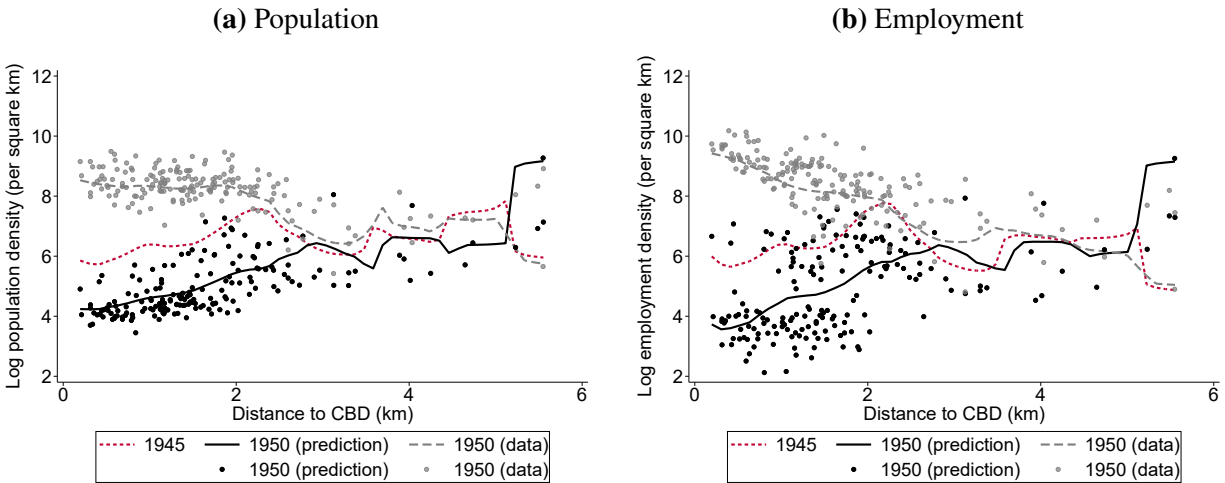 (a) Population
Log population density (per square km)
12
10
8
6
4
2
0
2
4
6
Distance to CBD (km)
1945
1950 (prediction)
1950 (data)
1950 (prediction)
1950 (data)
(b) Employment
Log employment density (per square km)
12
10
8
6
4
2
0
2
4
6
Distance to CBD (km)
1945
1950 (prediction)
1950 (data)
1950 (prediction)
1950 (data)